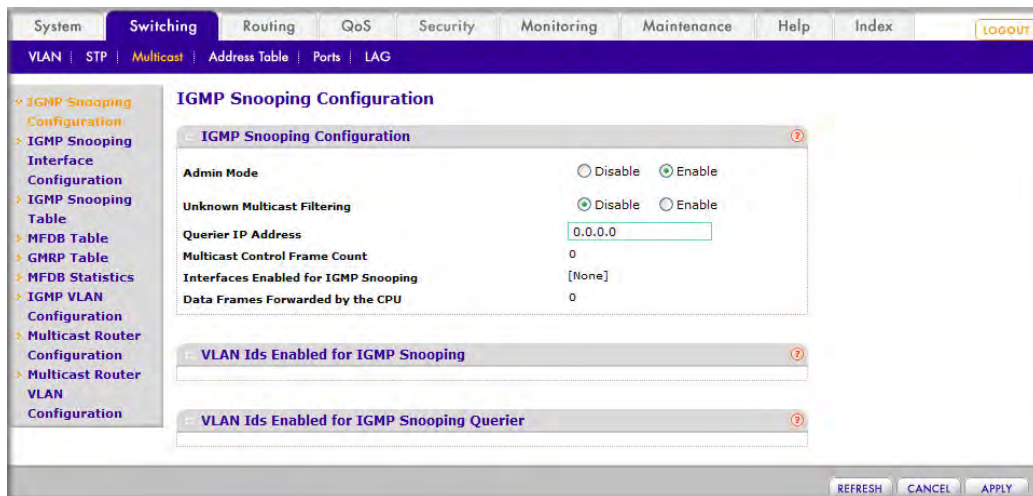 System Switching Routing QoS Security Monitoring Maintenance Help Index LOGOUT
VLAN STP Multicast Address Table Ports LAG
IGMP Snooping
Configuration
IGMP Snooping
Interface
Configuration
IGMP Snooping
Table
MFDB Table
GMRP Table
MFDB Statistics
IGMP VLAN
Configuration
Multicast Router
Configuration
Multicast Router
VLAN
Configuration
IGMP Snooping Configuration
IGMP Snooping Configuration ?
Admin Mode Disable Enable
Unknown Multicast Filtering Disable Enable
Querier IP Address 0.0.0.0
Multicast Control Frame Count 0
Interfaces Enabled for IGMP Snooping [None]
Data Frames Forwarded by the CPU 0
VLAN Ids Enabled for IGMP Snooping ?
VLAN Ids Enabled for IGMP Snooping Querier ?
REFRESH CANCEL APPLY